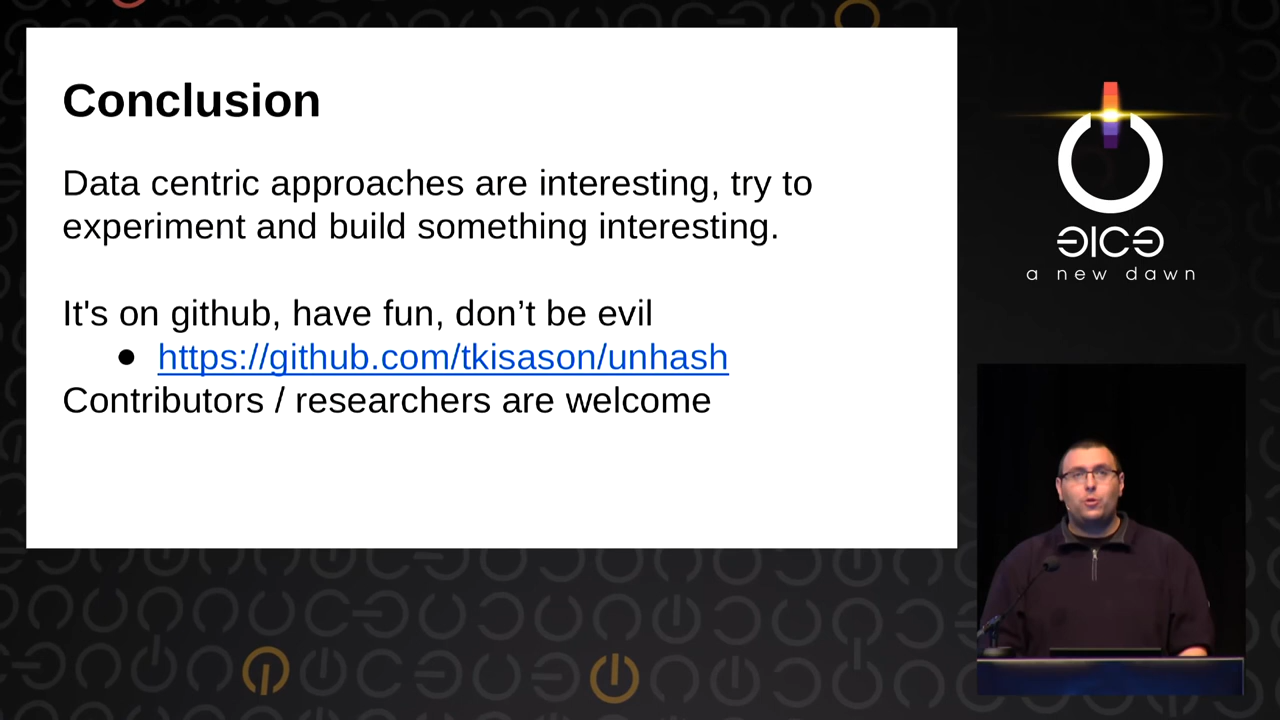 Conclusion
Data centric approaches are interesting, try to
experiment and build something interesting.
It's on github, have fun, don’t be evil
● https://github.com/tkisason/unhash
Contributors / researchers are welcome
a new dawn